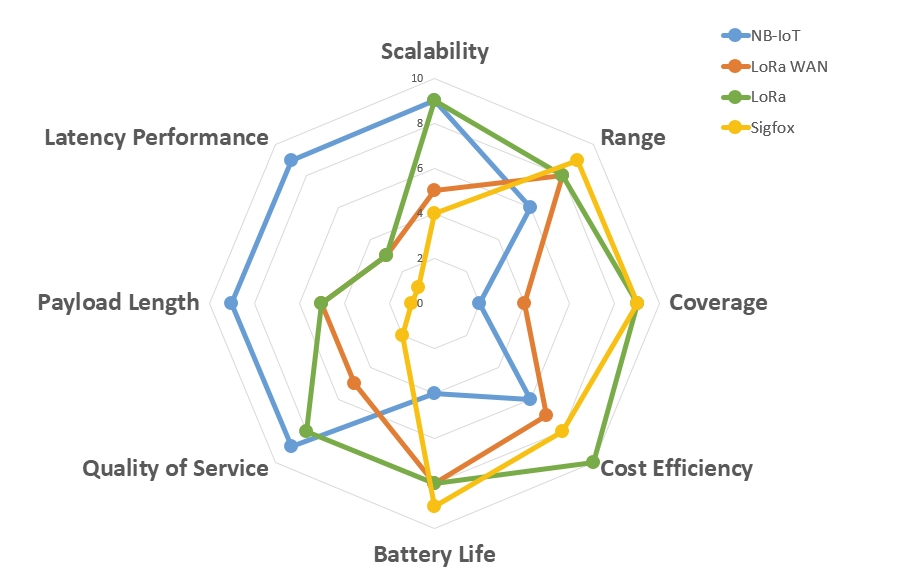 NB-IoT
Scalability
LoRa WAN
10
LoRa
8
Sigfox
Latency Performance
Range
6
4
2
Payload Length
0
Coverage
Quality of Service
Cost Efficiency
Battery Life